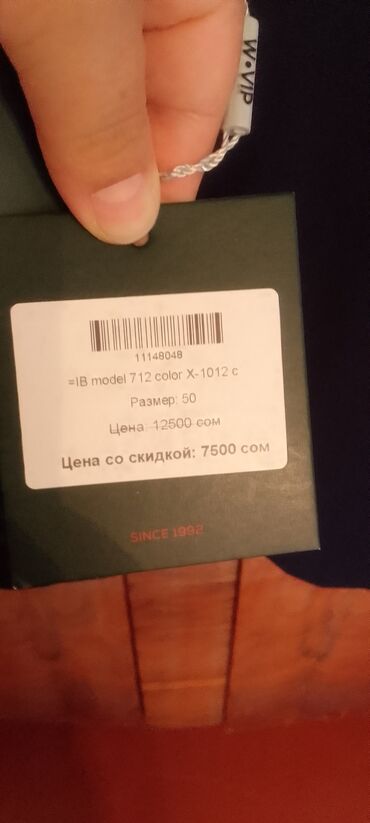 W•VIP
11148048
=IB model 712 color X-1012 c
Размер: 50
Цена: 12500 сом
Цена со скидкой: 7500 сом
SINCE 1992